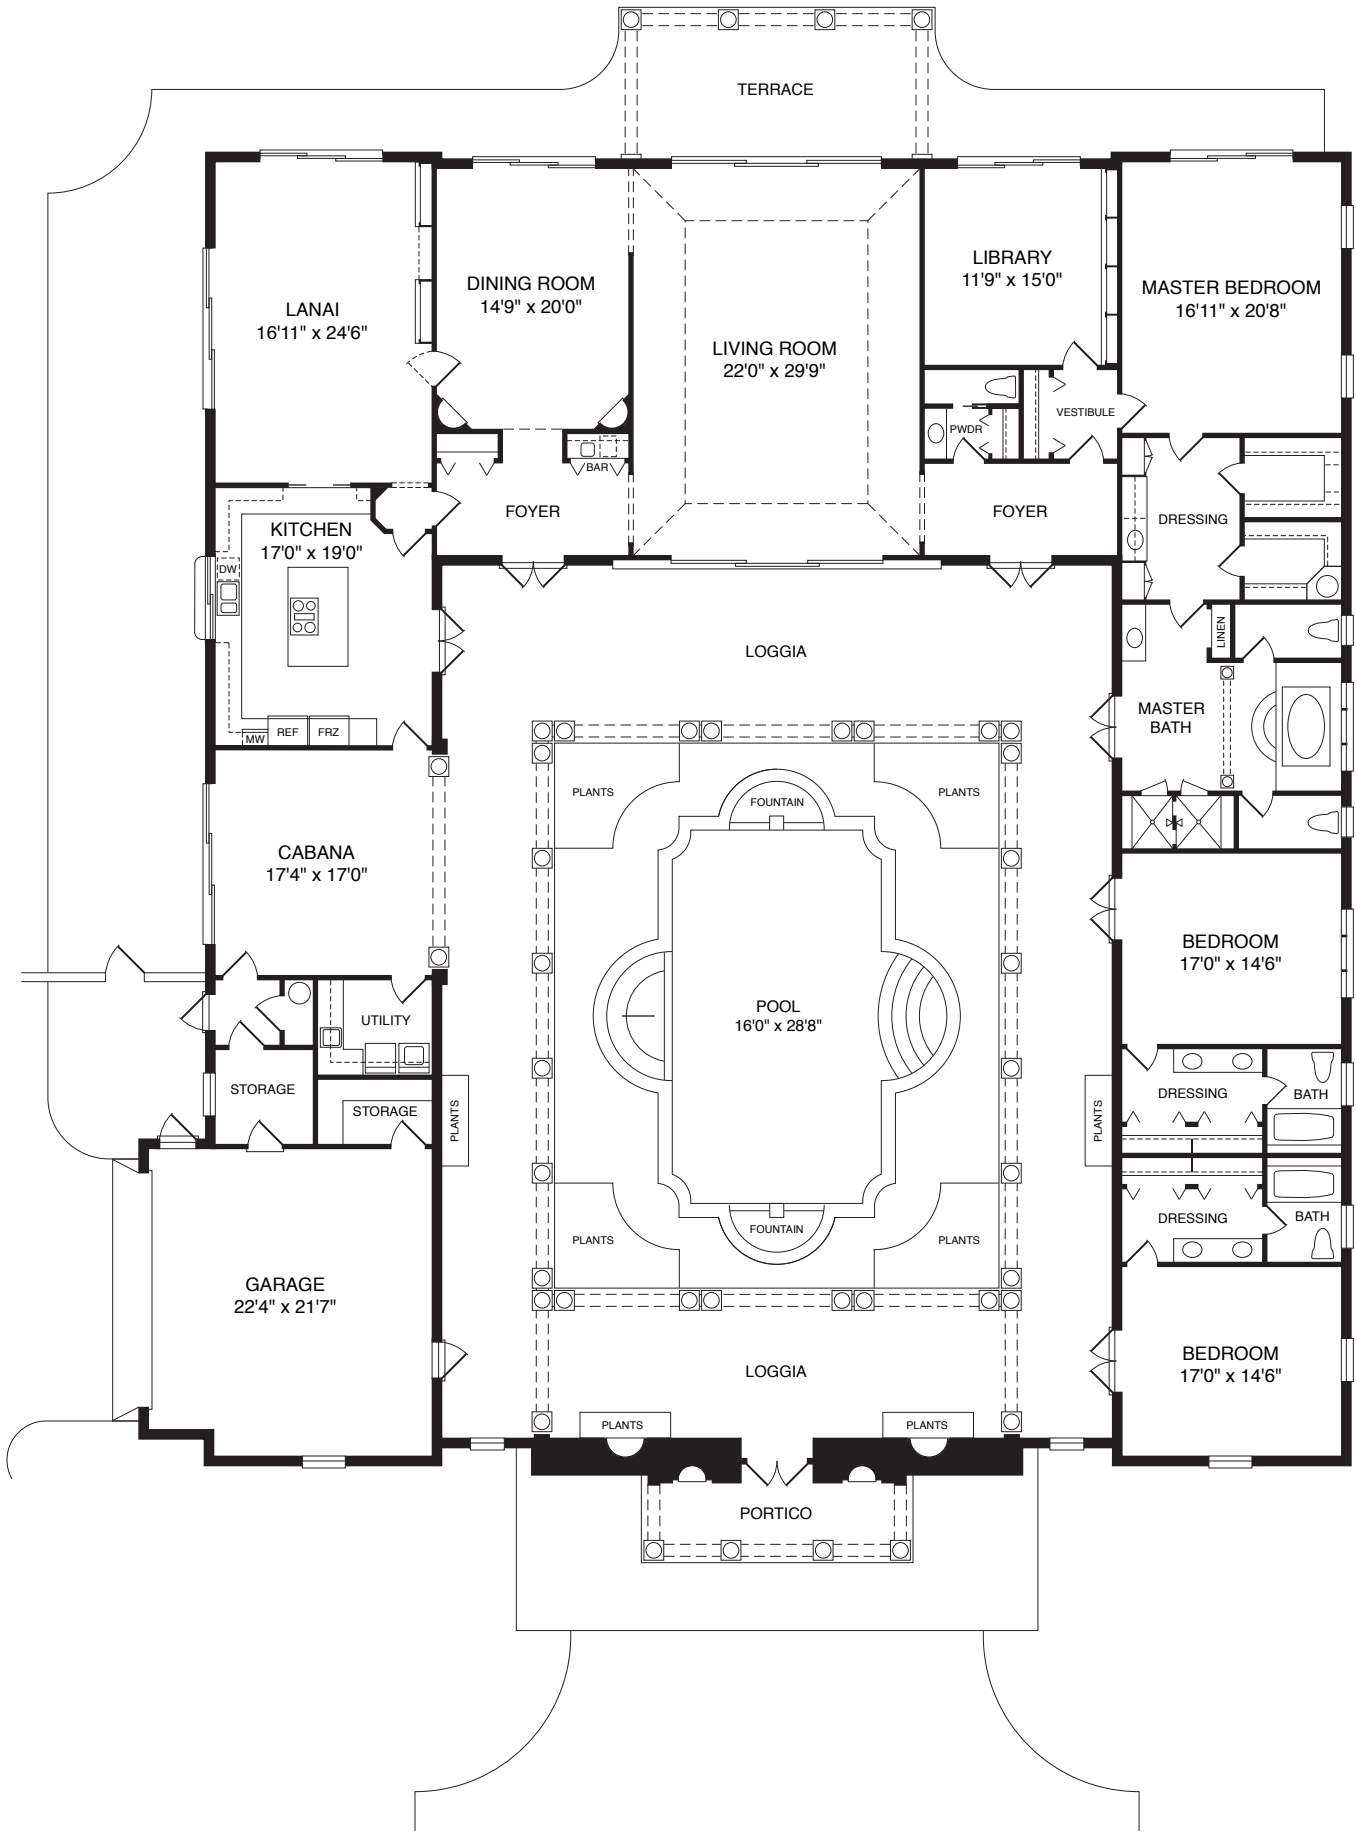 TERRACE
LIBRARY
11'9" x 15'0"
DINING ROOM
14'9" x 20'0"
MASTER BEDROOM
16'11" x 20'8"
LANAI
16'11" x 24'6"
LIVING ROOM
22'0" x 29'9"
VESTIBULE
PWDR
BAR
FOYER
FOYER
DRESSING
KITCHEN
17'0" x 19'0"
DW
LINEN
LOGGIA
MASTER
BATH
REF
FRZ
MW
PLANTS
FOUNTAIN
PLANTS
CABANA
17'4" x 17'0"
BEDROOM
17'0" x 14'6"
POOL
16'0" x 28'8"
UTILITY
STORAGE
STORAGE
PLANTS
PLANTS
DRESSING
BATH
DRESSING
BATH
PLANTS
FOUNTAIN
PLANTS
GARAGE
22'4" x 21'7"
BEDROOM
17'0" x 14'6"
LOGGIA
PLANTS
PLANTS
PORTICO